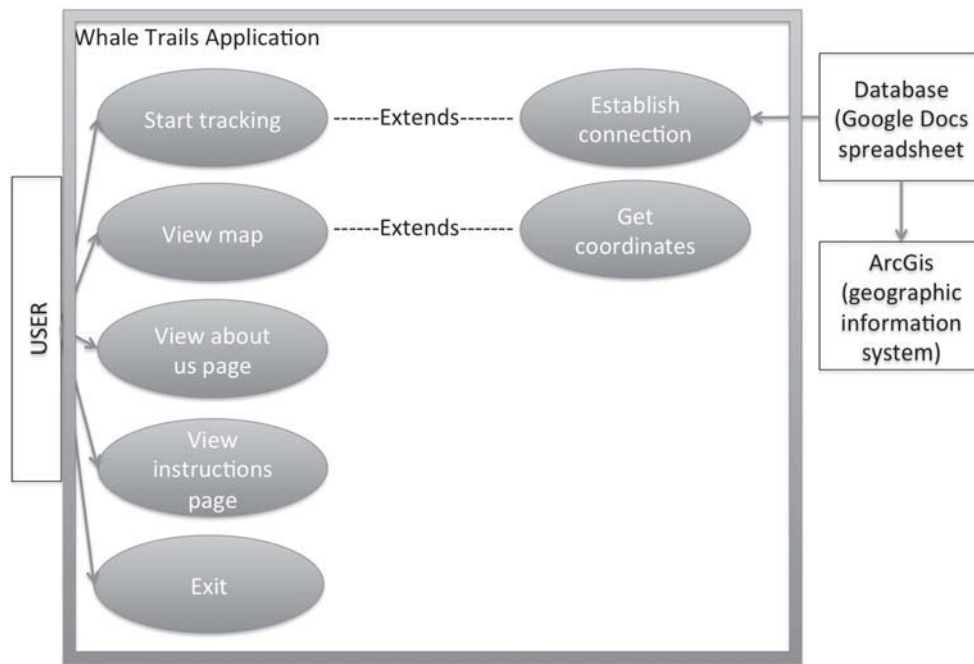 Whale Trails Application
Start tracking
------Extends-------
Establish
connection
Database
(Google Docs
spreadsheet
USER
View map
------Extends-------
Get
coordinates
ArcGis
(geographic
information
system)
View about
us page
View
instructions
page
Exit